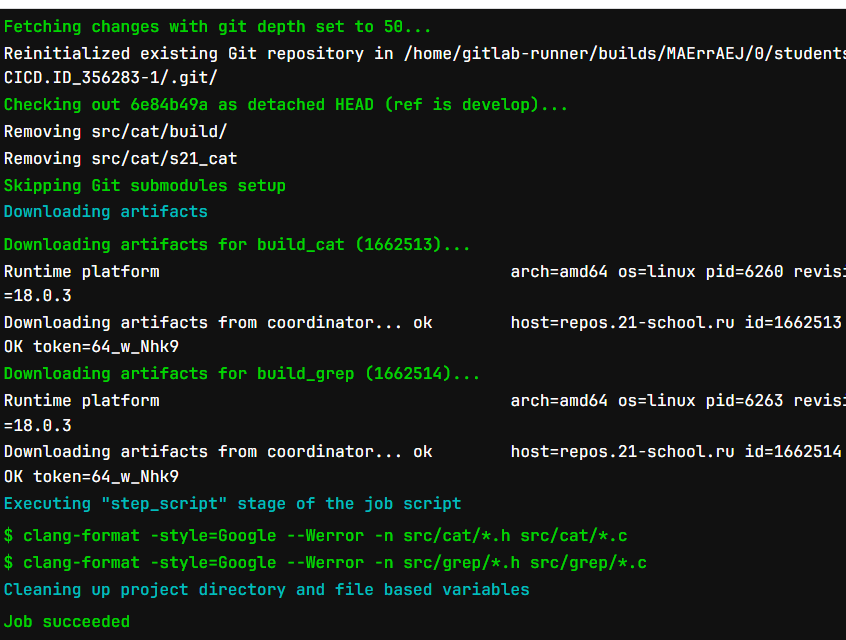 Fetching changes with git depth set to 50...
Reinitialized existing Git repository in /home/gitlab-runner/builds/MAErrAEJ/0/students
CICD.ID_356283-1/.git/
Checking out 6e84b49a as detached HEAD (ref is develop)...
Removing src/cat/build/
Removing src/cat/s21_cat
Skipping Git submodules setup
Downloading artifacts
Downloading artifacts for build_cat (1662513)...
Runtime platform arch=amd64 os=linux pid=6260 revisi
=18.0.3
Downloading artifacts from coordinator... ok host=repos.21-school.ru id=1662513
OK token=64_w_Nhk9
Downloading artifacts for build_grep (1662514)...
Runtime platform arch=amd64 os=linux pid=6263 revisi
=18.0.3
Downloading artifacts from coordinator... ok host=repos.21-school.ru id=1662514
OK token=64_w_Nhk9
Executing "step_script" stage of the job script
$ clang-format -style=Google --Werror -n src/cat/*.h src/cat/*.c
$ clang-format -style=Google --Werror -n src/grep/*.h src/grep/*.c
Cleaning up project directory and file based variables
Job succeeded